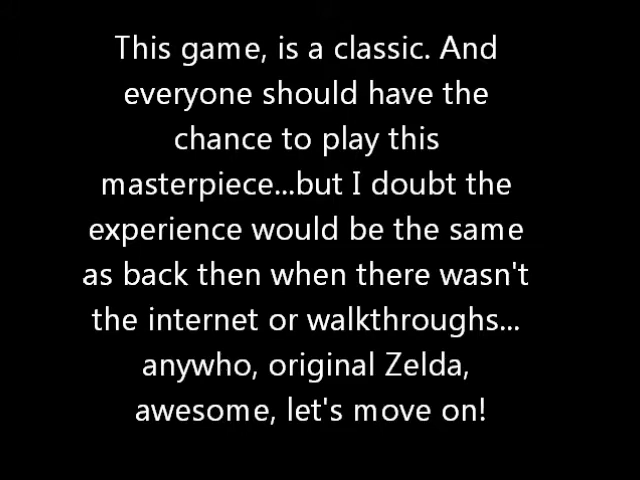 This game, is a classic. And
everyone should have the
chance to play this
masterpiece...but I doubt the
experience would be the same
as back then when there wasn't
the internet or walkthroughs...
anywho, original Zelda,
awesome, let's move on!